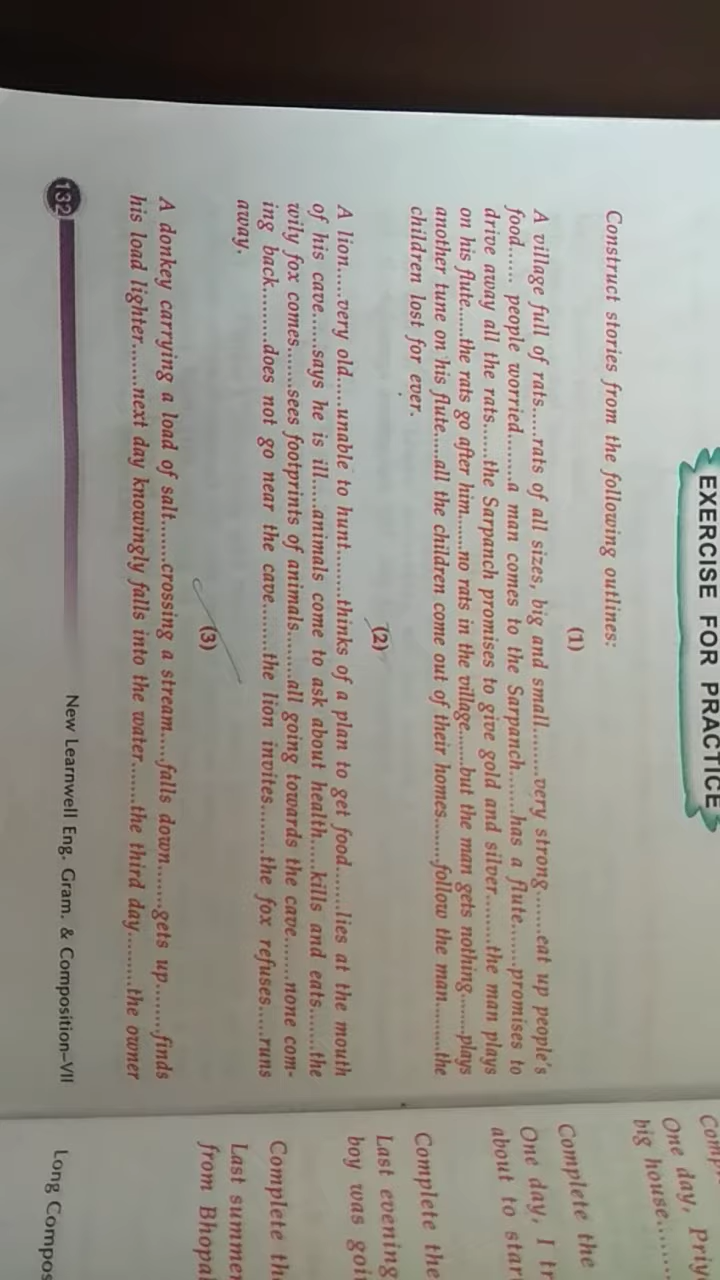 EXERCISE FOR PRACTICE
Construct stories from the following outlines:
(1)
A village full of rats.....rats of all sizes, big and small.........very strong.......eat up people's
food...... people worried........a man comes to the Sarpanch........has a flute.......promises to
drive away all the rats.....the Sarpanch promises to give gold and silver........the man plays
on his flute.....the rats go after him......no rats in the village......but the man gets nothing........plays
another tune on his flute.....all the children come out of their homes........follow the man.........the
children lost for ever.
(2)
A lion.....very old.....unable to hunt........thinks of a plan to get food.......lies at the mouth
of his cave......says he is ill.....animals come to ask about health.....kills and eats.......the
wily fox comes.......sees footprints of animals.........all going towards the cave.......none com-
ing back........does not go near the cave.......the lion invites........the fox refuses.....runs
away.
(3)
A donkey carrying a load of salt.......crossing a stream....falls down.......gets up.......finds
his load lighter.......next day knowingly falls into the water.......the third day........the owner
132
New Learnwell Eng. Gram. & Composition–VII
One day, Priy
big house........
Complete the
One day, I
about to star
Complete the
Last evening
boy was goi
Complete th
Last summer
from Bhopal
Long Compos